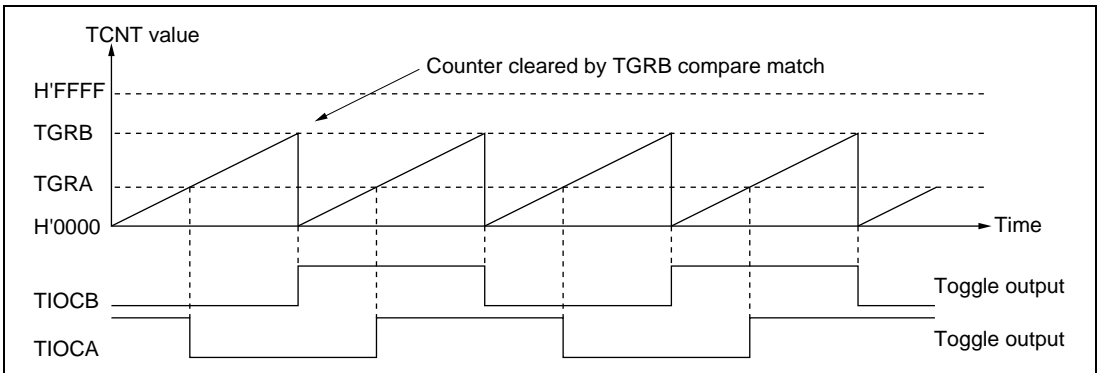 TCNT value
Counter cleared by TGRB compare match
H'FFFF
TGRB
TGRA
H'0000
Time
TIOCB
Toggle output
TIOCA
Toggle output